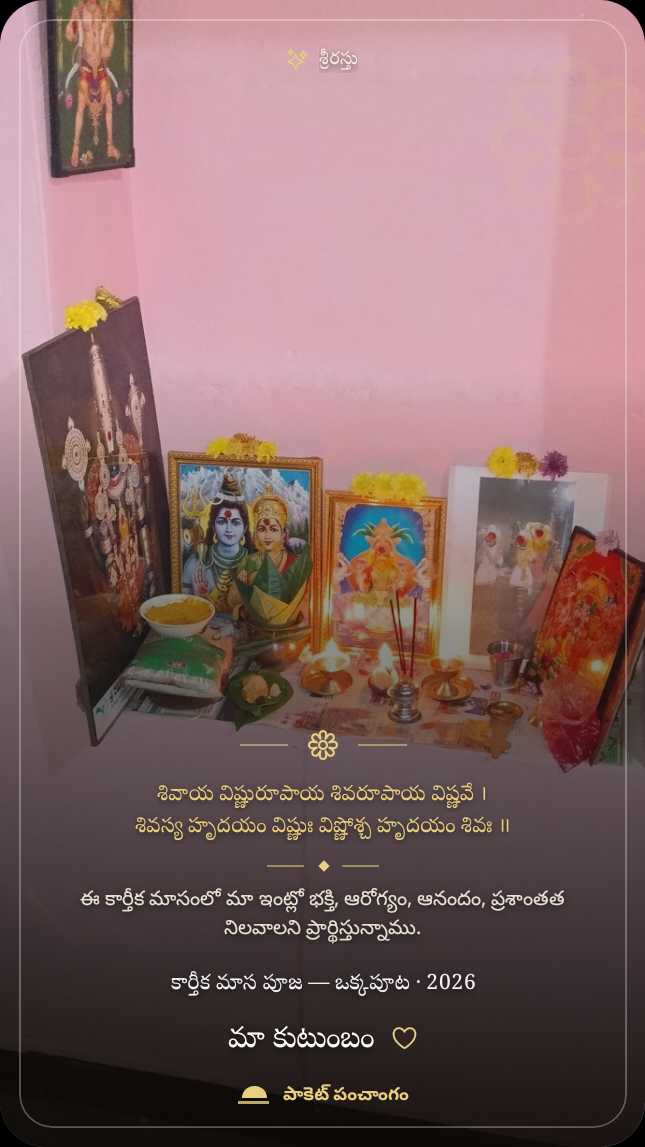 శ్రీరస్తు
శివాయ విష్ణురూపాయ శివరూపాయ విష్ణవే ।
శివస్య హృదయం విష్ణుః విష్ణోశ్చ హృదయం శివః ॥
ఈ కార్తీక మాసంలో మా ఇంట్లో భక్తి, ఆరోగ్యం, ఆనందం, ప్రశాంతత
నిలవాలని ప్రార్థిస్తున్నాము.
కార్తీక మాస పూజ — ఒక్కపూట · 2026
మా కుటుంబం
పాకెట్ పంచాంగం